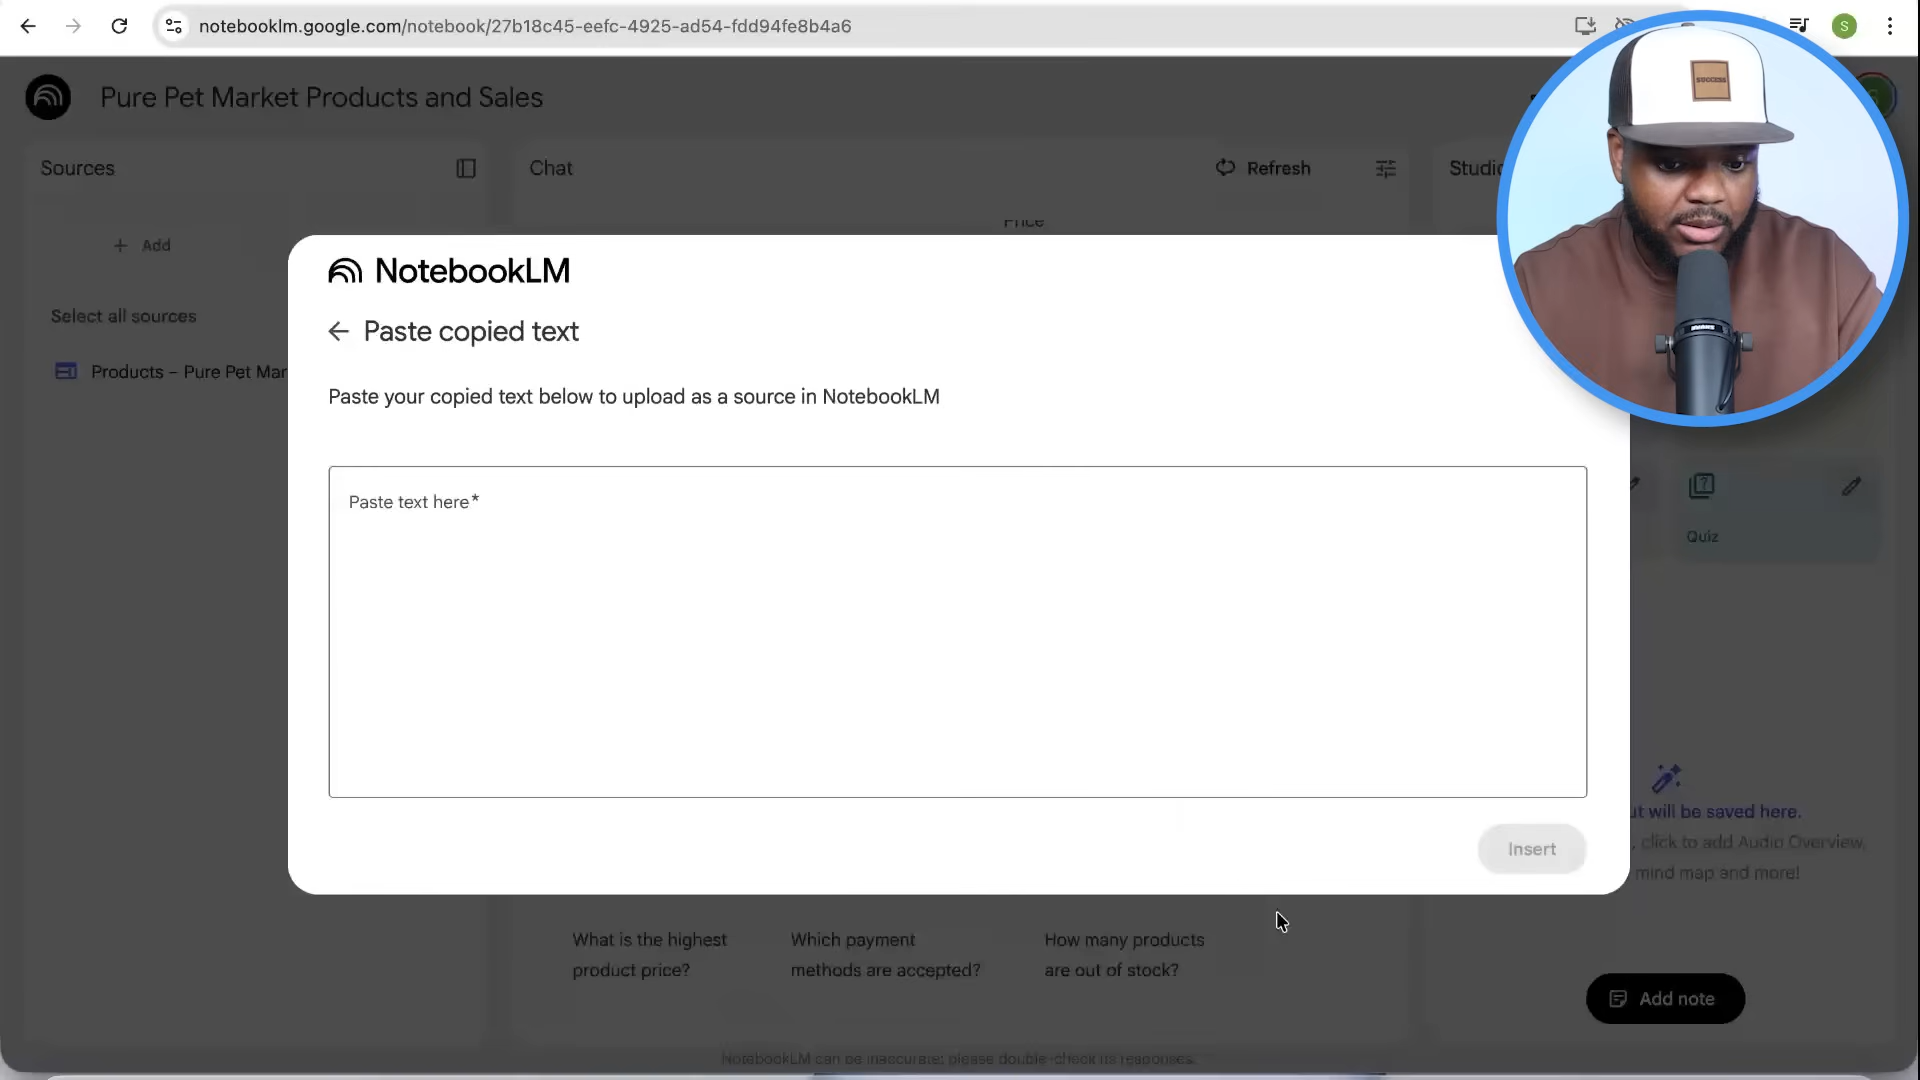 notebooklm.google.com/notebook/27b18c45-eefc-4925-ad54-fdd94fe8b4a6
S
Pure Pet Market Products and Sales
SUCCESS
Sources
Chat
Refresh
Studio
Price
+ Add
NotebookLM
Select all sources
Paste copied text
Products – Pure Pet Mar
Paste your copied text below to upload as a source in NotebookLM
Paste text here*
Quiz
ut will be saved here.
, click to add Audio Overview,
mind map and more!
Insert
What is the highest
product price?
Which payment
methods are accepted?
How many products
are out of stock?
Add note
NotebookLM can be inaccurate; please double-check its responses.